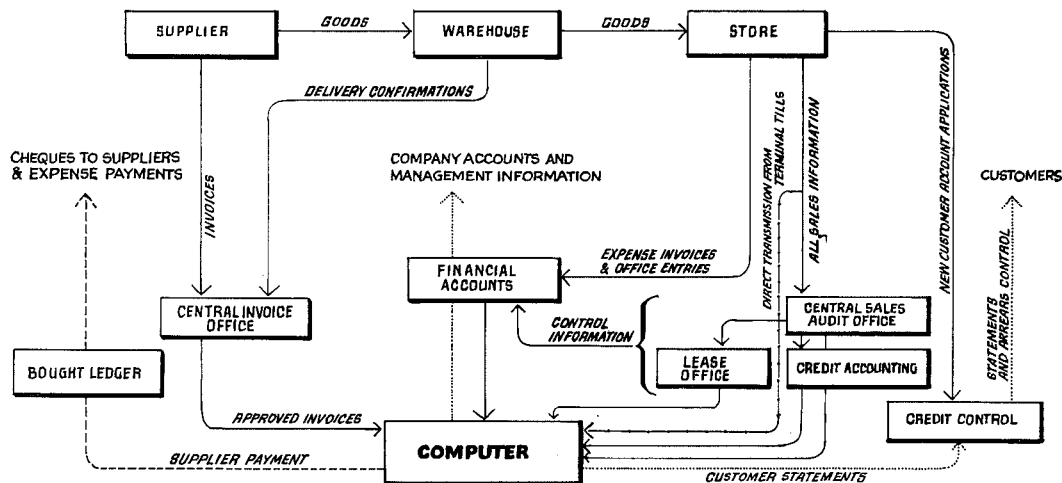 GOODS
GOODS
SUPPLIER
WAREHOUSE
STORE
DELIVERY CONFIRMATIONS
CHEQUES TO SUPPLIERS
& EXPENSE PAYMENTS
COMPANY ACCOUNTS AND
MANAGEMENT INFORMATION
CUSTOMERS
INVOICES
DIRECT TRANSMISSION FROM
TERMINAL TILLS
ALL SALES INFORMATION
NEW CUSTOMER ACCOUNT APPLICATIONS
STATEMENTS
AND ARREARS CONTROL
EXPENSE INVOICES
& OFFICE ENTRIES
FINANCIAL
ACCOUNTS
CENTRAL INVOICE
OFFICE
CONTROL
INFORMATION
CENTRAL SALES
AUDIT OFFICE
BOUGHT LEDGER
LEASE
OFFICE
CREDIT ACCOUNTING
APPROVED INVOICES
CREDIT CONTROL
COMPUTER
SUPPLIER PAYMENT
CUSTOMER STATEMENTS